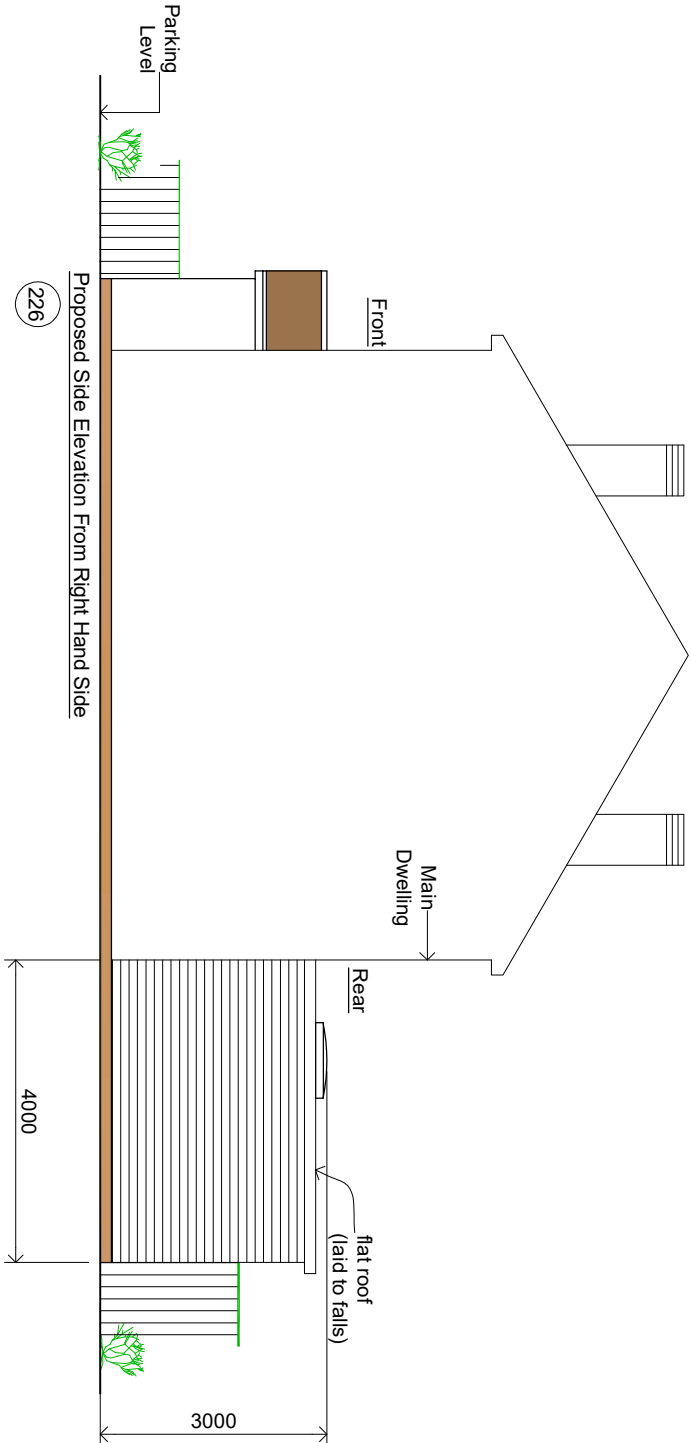 Parking
Level
Front
Main
Dwelling
Rear
flat roof
(laid to falls)
4000
3000
Proposed Side Elevation From Right Hand Side
226